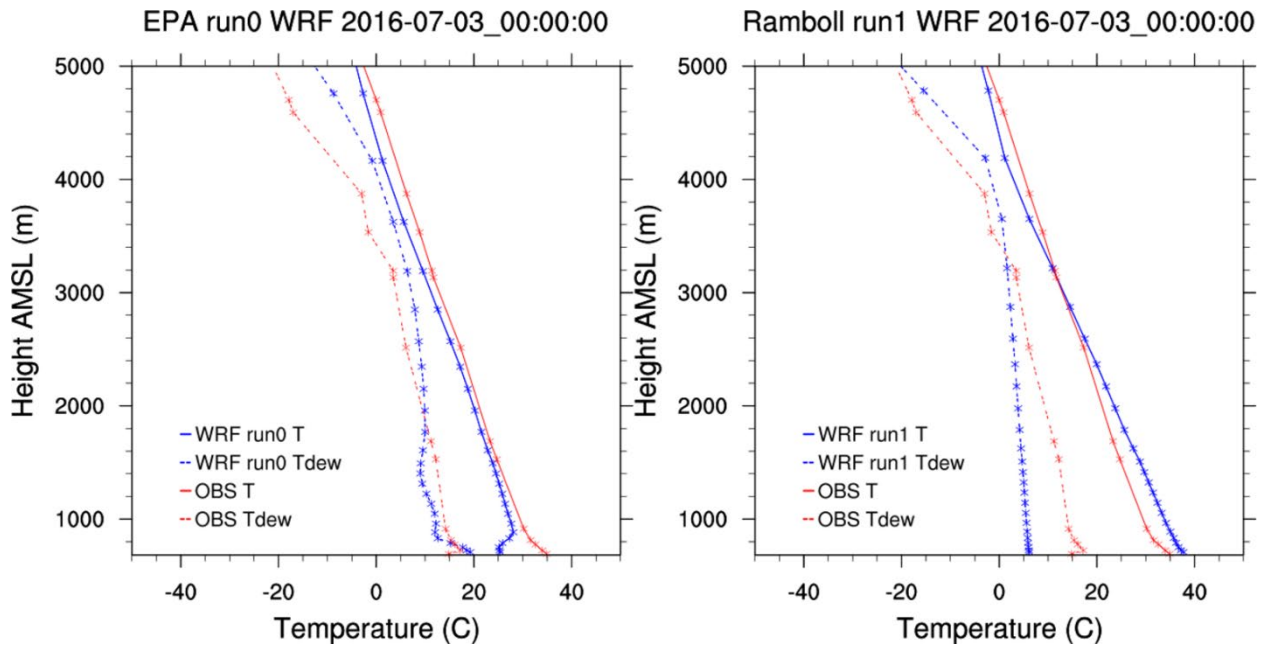 EPA run0 WRF 2016-07-03_00:00:00
5000
4000
3000
2000
1000
Height AMSL (m)
WRF run0 T
WRF run0 Tdew
OBS T
OBS Tdew
-40 -20 0 20 40
Temperature (C)
Ramboll run1 WRF 2016-07-03_00:00:00
5000
4000
3000
2000
1000
Height AMSL (m)
WRF run1 T
WRF run1 Tdew
OBS T
OBS Tdew
-40 -20 0 20 40
Temperature (C)